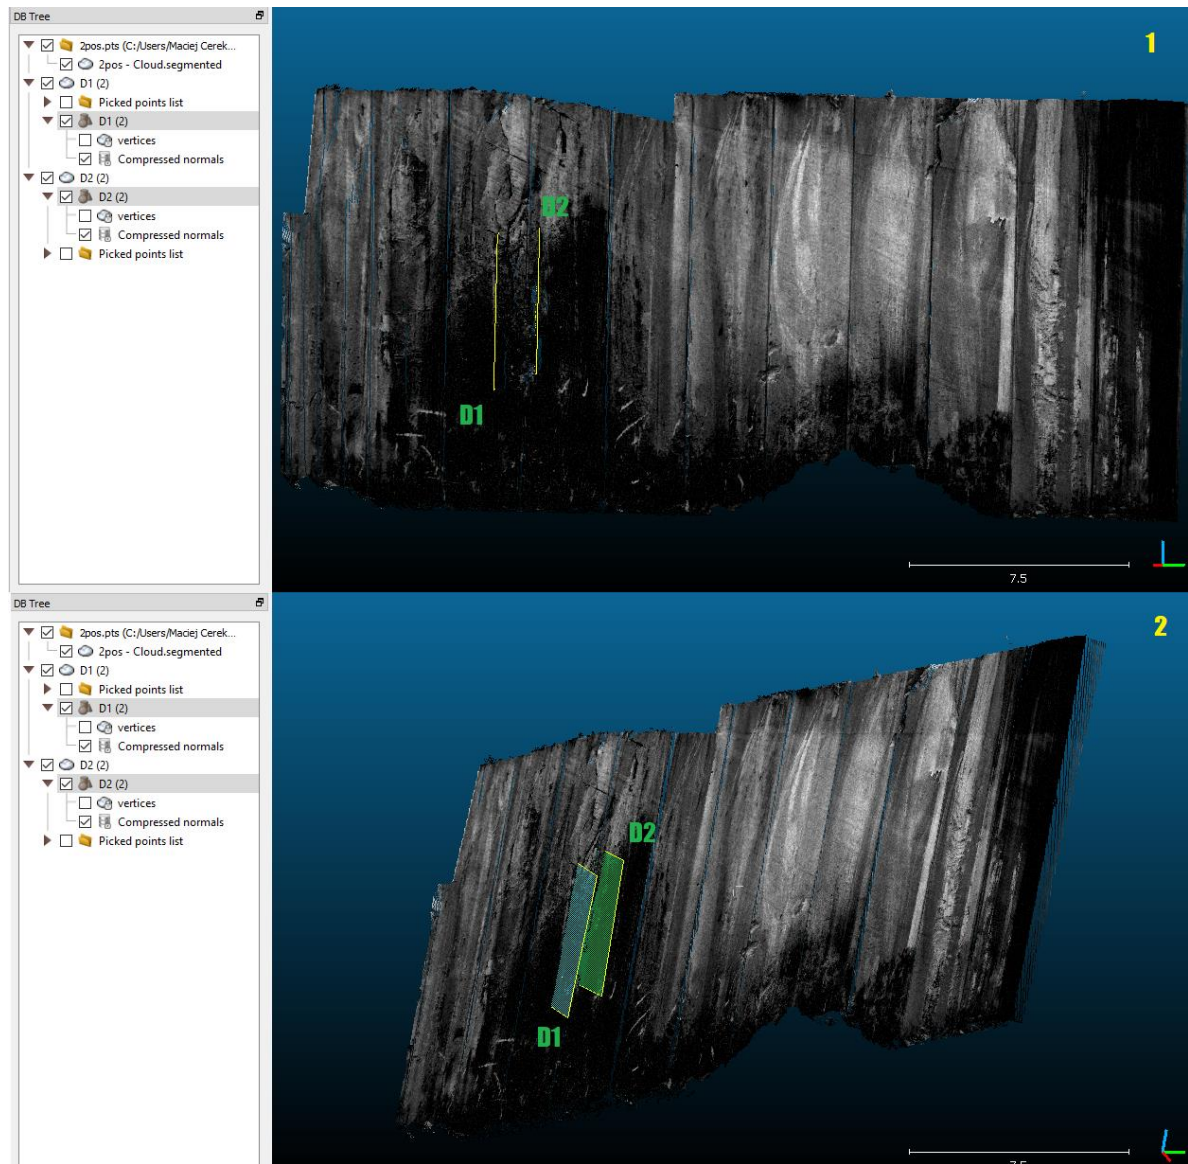 DB Tree
2pos.pts (C:/Users/Maciej Cerek...
2pos - Cloud.segmented
D1 (2)
Picked points list
D1 (2)
vertices
Compressed normals
D2 (2)
D2 (2)
vertices
Compressed normals
Picked points list
1
D2
D1
7.5
DB Tree
2pos.pts (C:/Users/Maciej Cerek...
2pos - Cloud.segmented
D1 (2)
Picked points list
D1 (2)
vertices
Compressed normals
D2 (2)
D2 (2)
vertices
Compressed normals
Picked points list
2
D2
D1
7.5